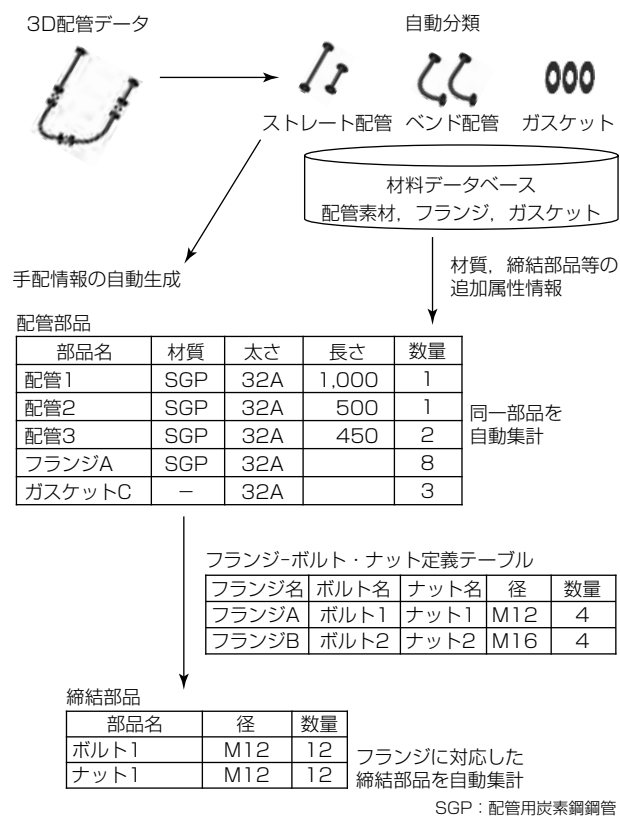 3D配管データ
自動分類
ストレート配管 ベンド配管 ガスケット
材料データベース
配管素材，フランジ，ガスケット
手配情報の自動生成
材質，締結部品等の
追加属性情報
配管部品
部品名 材質 太さ 長さ 数量
配管1 SGP 32A 1,000 1
配管2 SGP 32A 500 1
配管3 SGP 32A 450 2
フランジA SGP 32A 8
ガスケットC － 32A 3
同一部品を
自動集計
フランジ-ボルト・ナット定義テーブル
フランジ名 ボルト名 ナット名 径 数量
フランジA ボルト1 ナット1 M12 4
フランジB ボルト2 ナット2 M16 4
締結部品
部品名 径 数量
ボルト1 M12 12
ナット1 M12 12
フランジに対応した
締結部品を自動集計
SGP：配管用炭素鋼鋼管